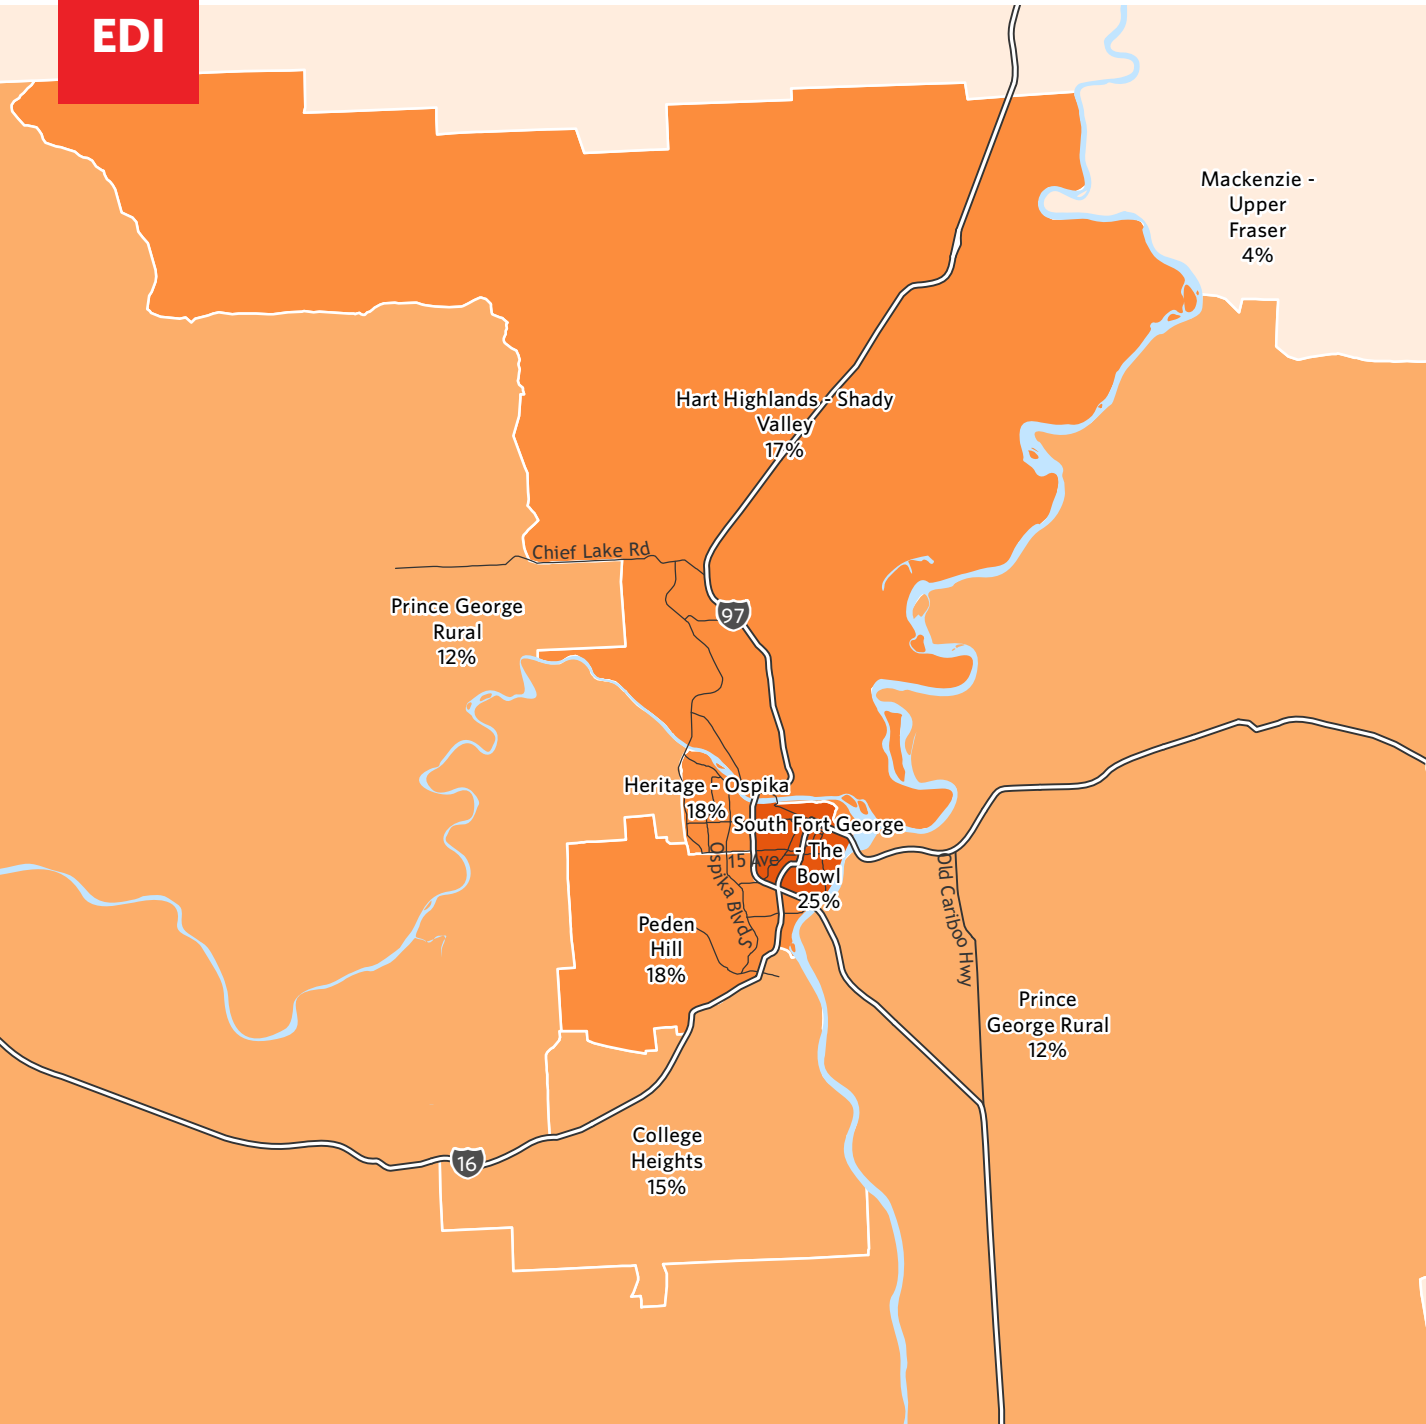 EDI
Mackenzie -
Upper
Fraser
4%
Hart Highlands - Shady
Valley
17%
Chief Lake Rd
Prince George
Rural
12%
97
Heritage - Ospika
18%
South Fort George
- The
Bowl
25%
15 Ave
Ospika Blvd S
Old Cariboo Hwy
Peden
Hill
18%
Prince
George Rural
12%
College
Heights
15%
16